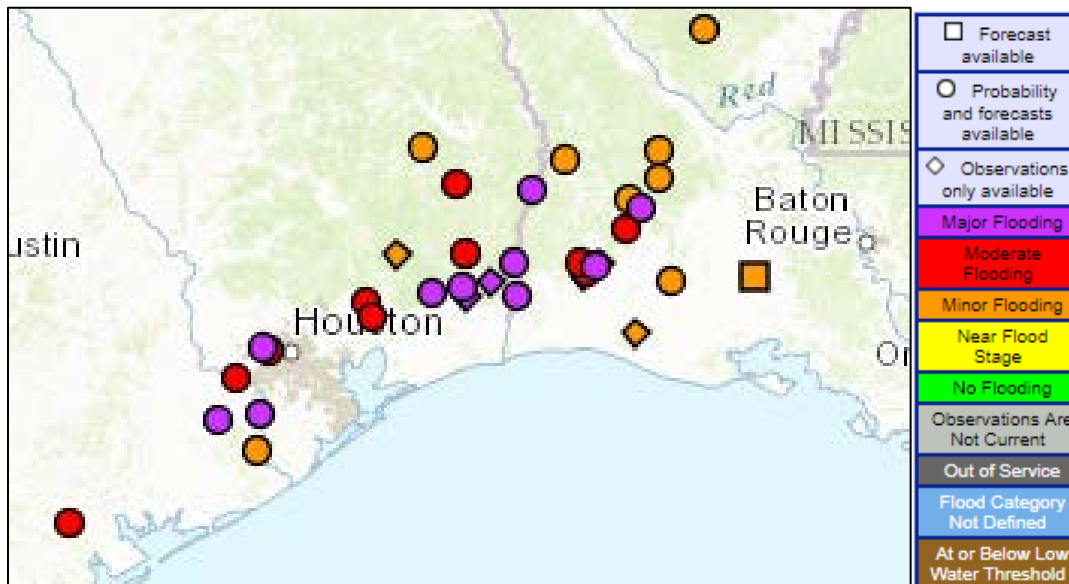 Red
MISSIS
Baton
Rouge
ustin
Houston
Or
Forecast
available
Probability
and forecasts
available
Observations
only available
Major Flooding
Moderate
Flooding
Minor Flooding
Near Flood
Stage
No Flooding
Observations Are
Not Current
Out of Service
Flood Category
Not Defined
At or Below Low
Water Threshold